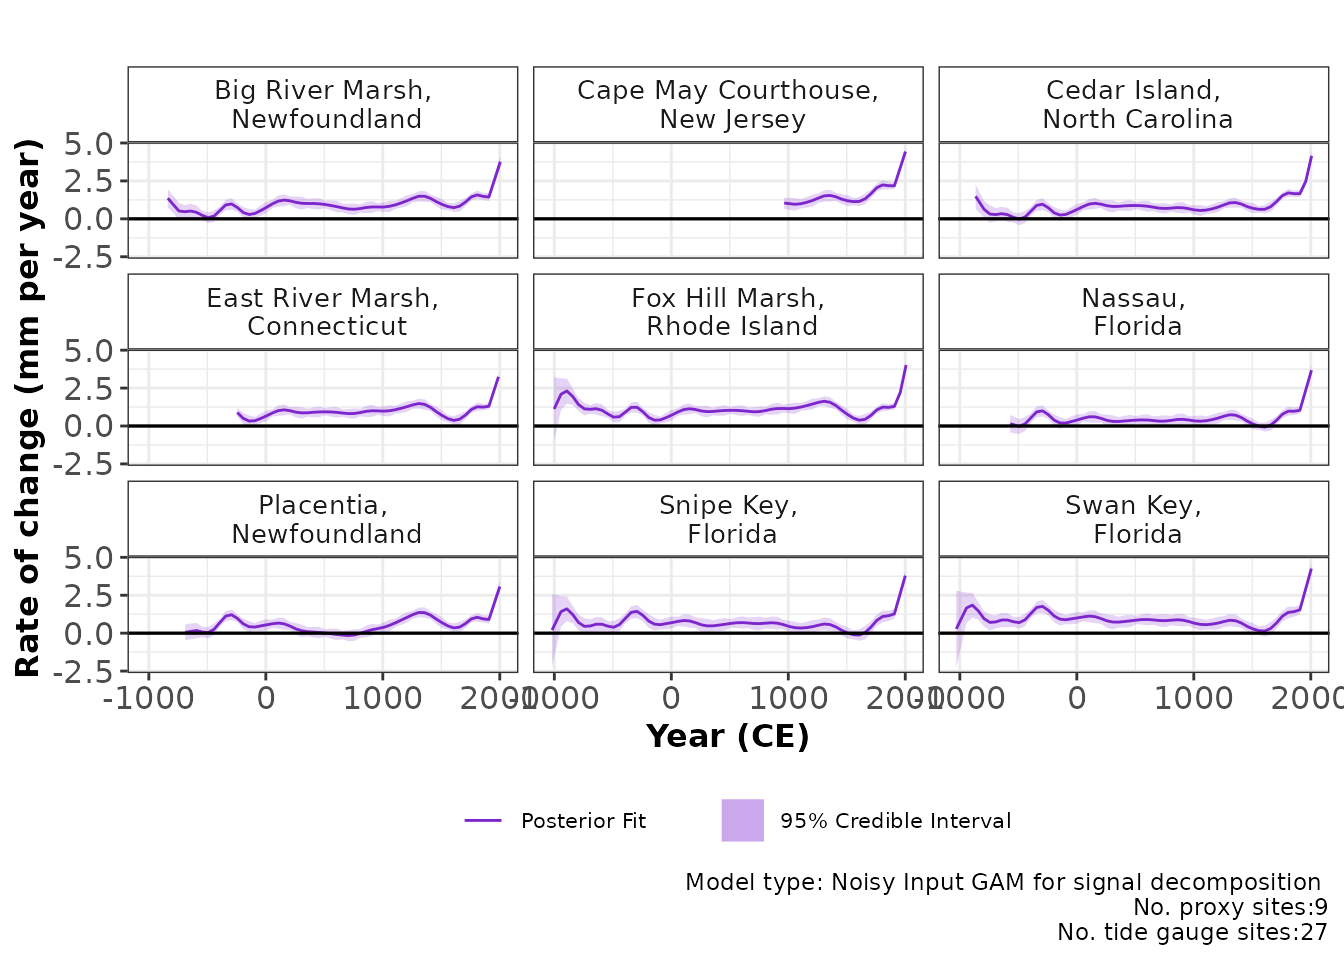 Big River Marsh,
Newfoundland
Cape May Courthouse,
New Jersey
Cedar Island,
North Carolina
5.0
2.5
0.0
-2.5
East River Marsh,
Connecticut
Fox Hill Marsh,
Rhode Island
Nassau,
Florida
5.0
2.5
0.0
-2.5
Placentia,
Newfoundland
Snipe Key,
Florida
Swan Key,
Florida
5.0
2.5
0.0
-2.5
-1000 0 1000 2000
-1000 0 1000 2000
-1000 0 1000 2000
Rate of change (mm per year)
Year (CE)
Posterior Fit
95% Credible Interval
Model type: Noisy Input GAM for signal decomposition
No. proxy sites:9
No. tide gauge sites:27